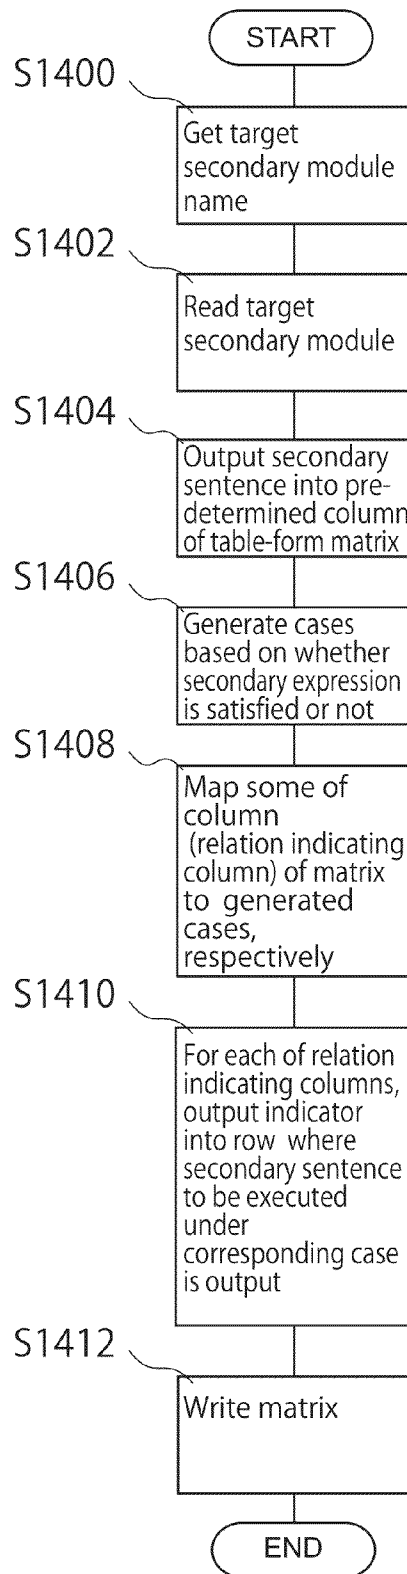 START
S1400
Get target
secondary module
name
S1402
Read target
secondary module
S1404
Output secondary
sentence into pre-
determined column
of table-form matrix
S1406
Generate cases
based on whether
secondary expression
is satisfied or not
S1408
Map some of
column
(relation indicating
column) of matrix
to generated
cases,
respectively
S1410
For each of relation
indicating columns,
output indicator
into row where
secondary sentence
to be executed
under
corresponding case
is output
S1412
Write matrix
END